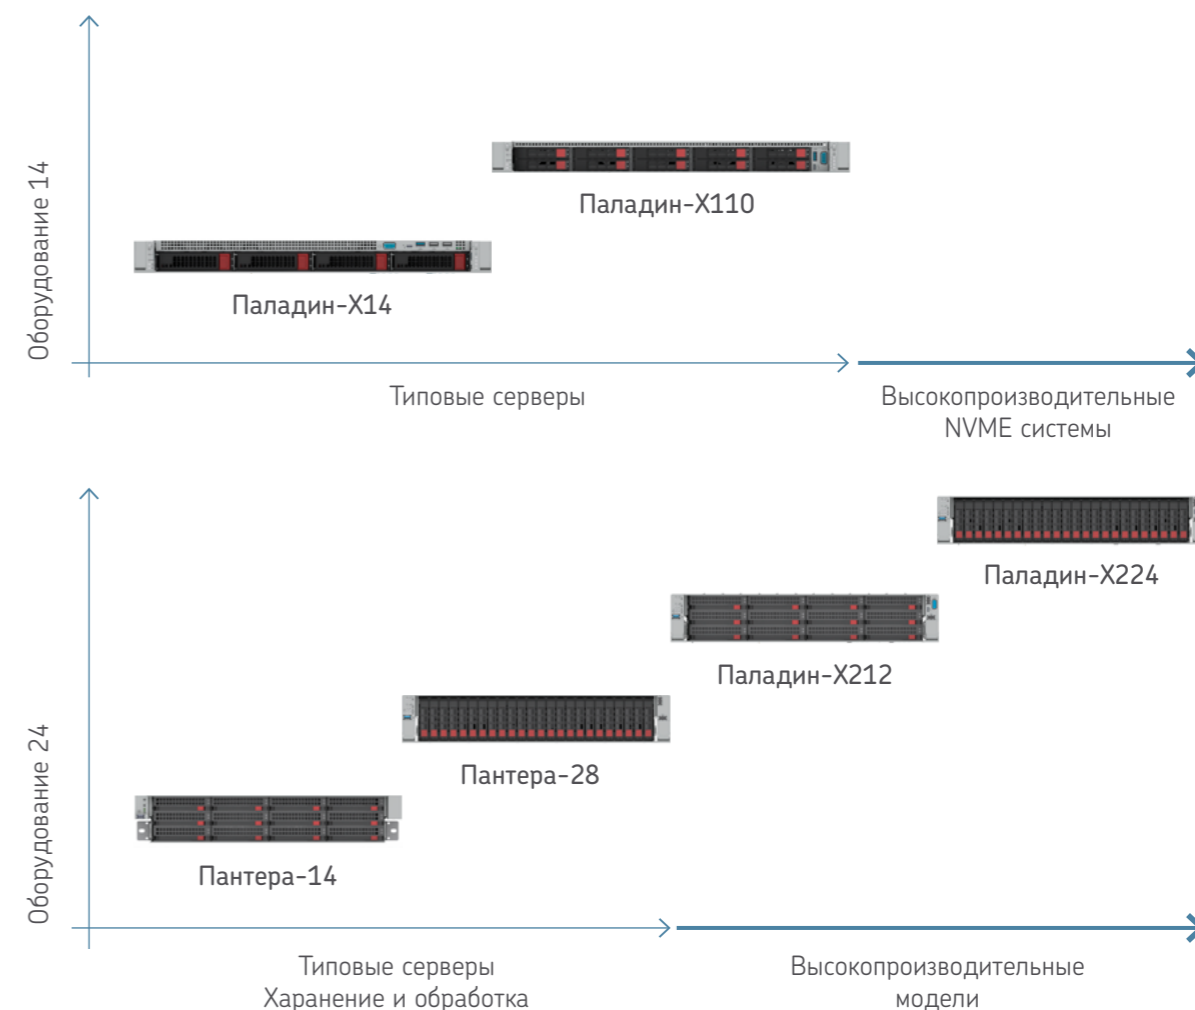 Оборудование 14
Паладин-X110
Паладин-X14
Типовые серверы
Высокопроизводительные
NVME системы
Оборудование 24
Паладин-X224
Паладин-X212
Пантера-28
Пантера-14
Типовые серверы
Харанение и обработка
Высокопроизводительные
модели